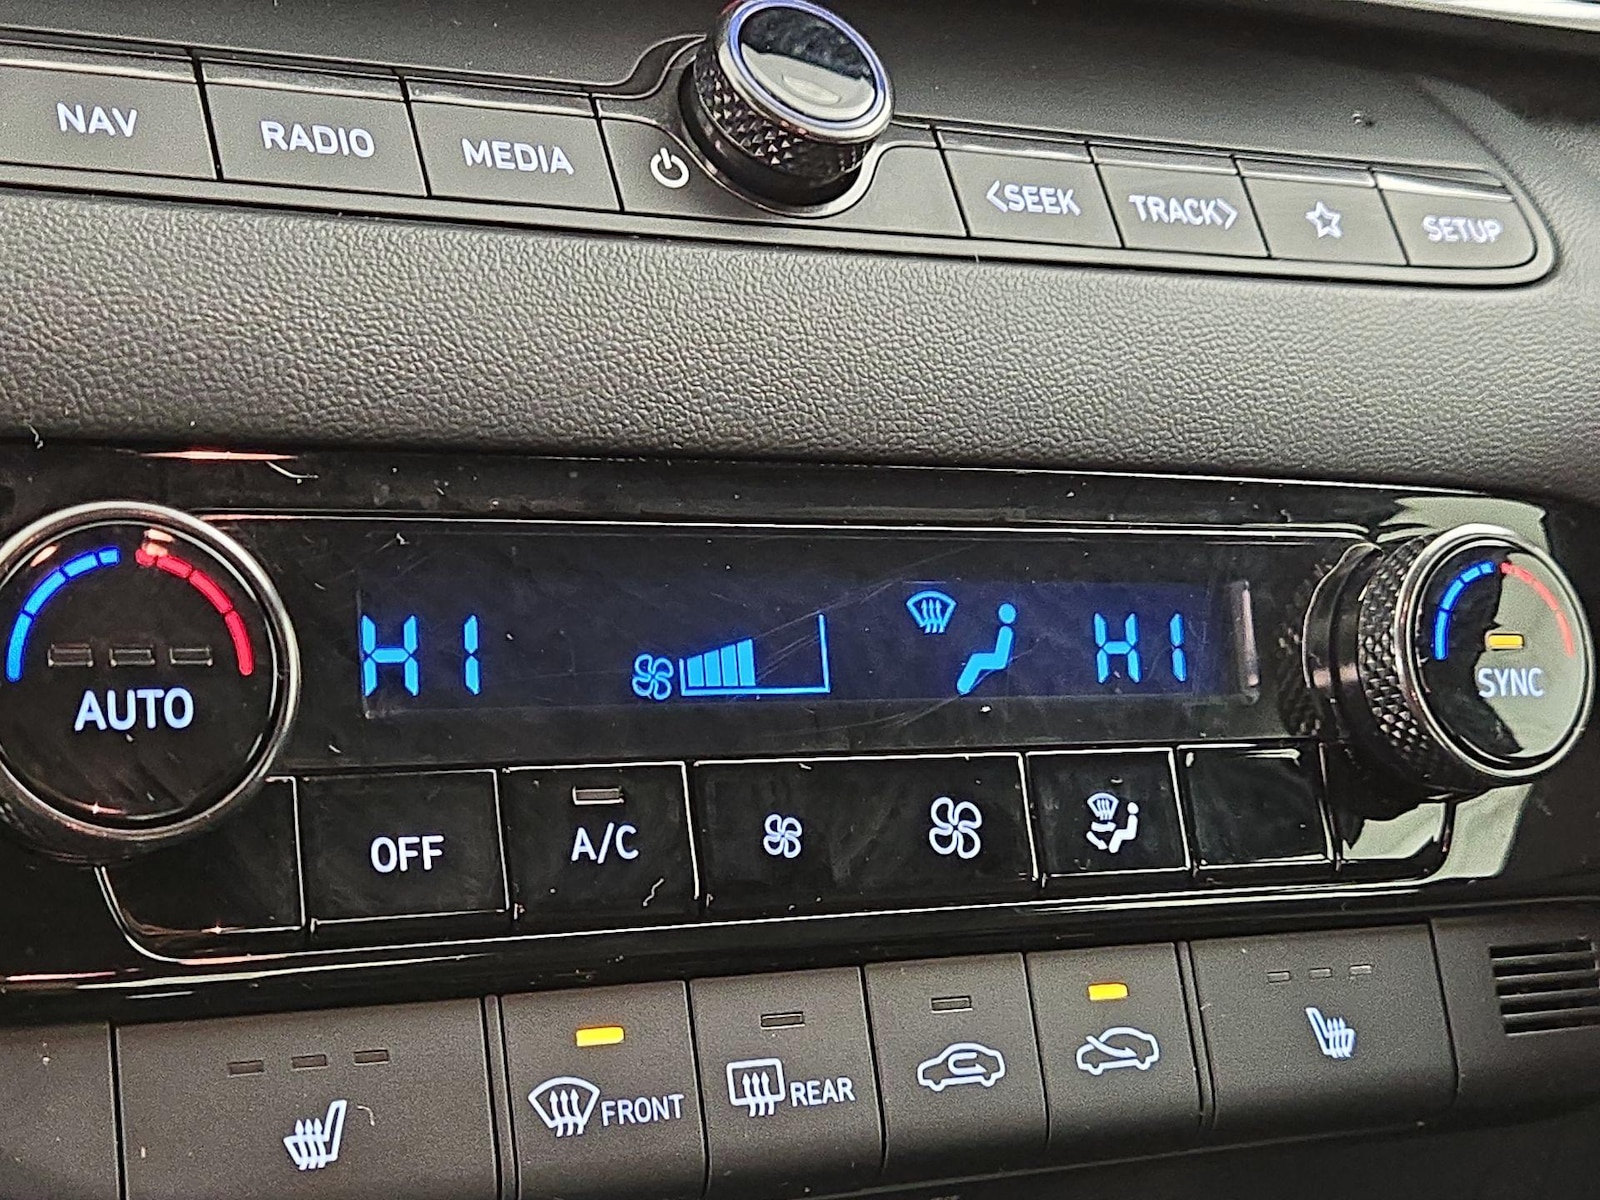 NAV
RADIO
MEDIA
<SEEK
TRACK>
SETUP
AUTO
HI
HI
SYNC
OFF
A/C
FRONT
REAR